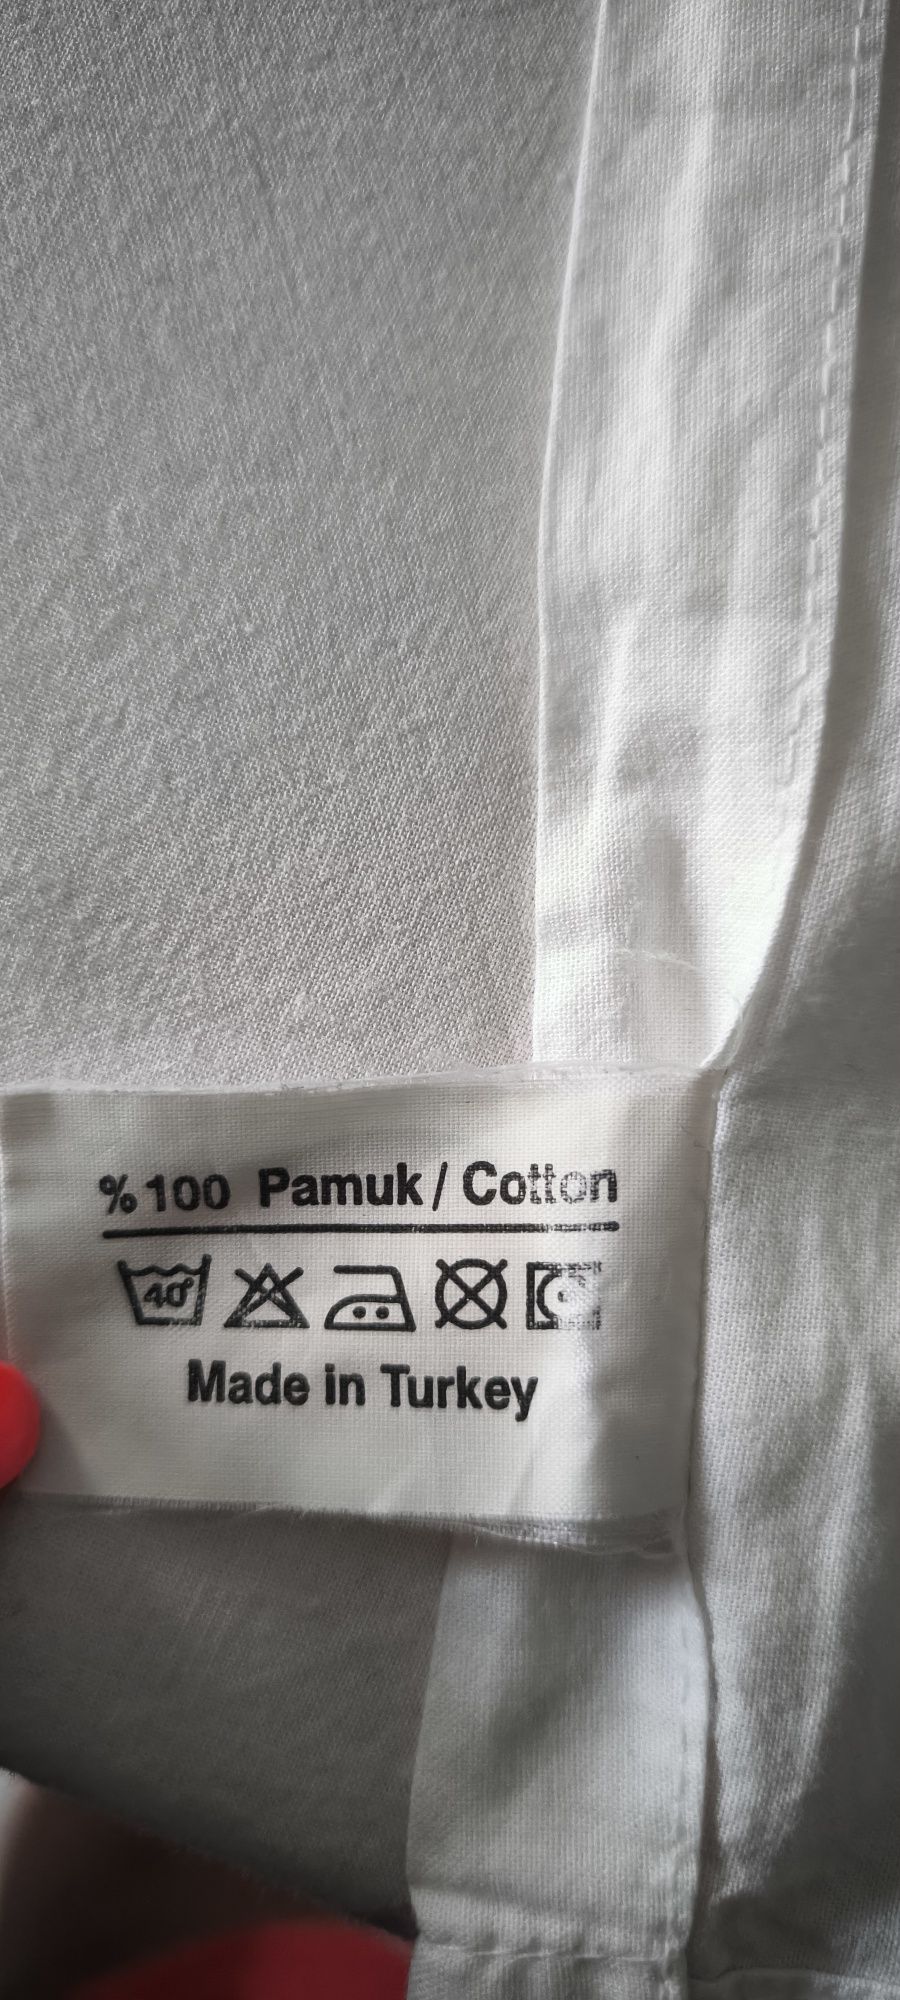 %100 Pamuk / Cotton
40°
Made in Turkey